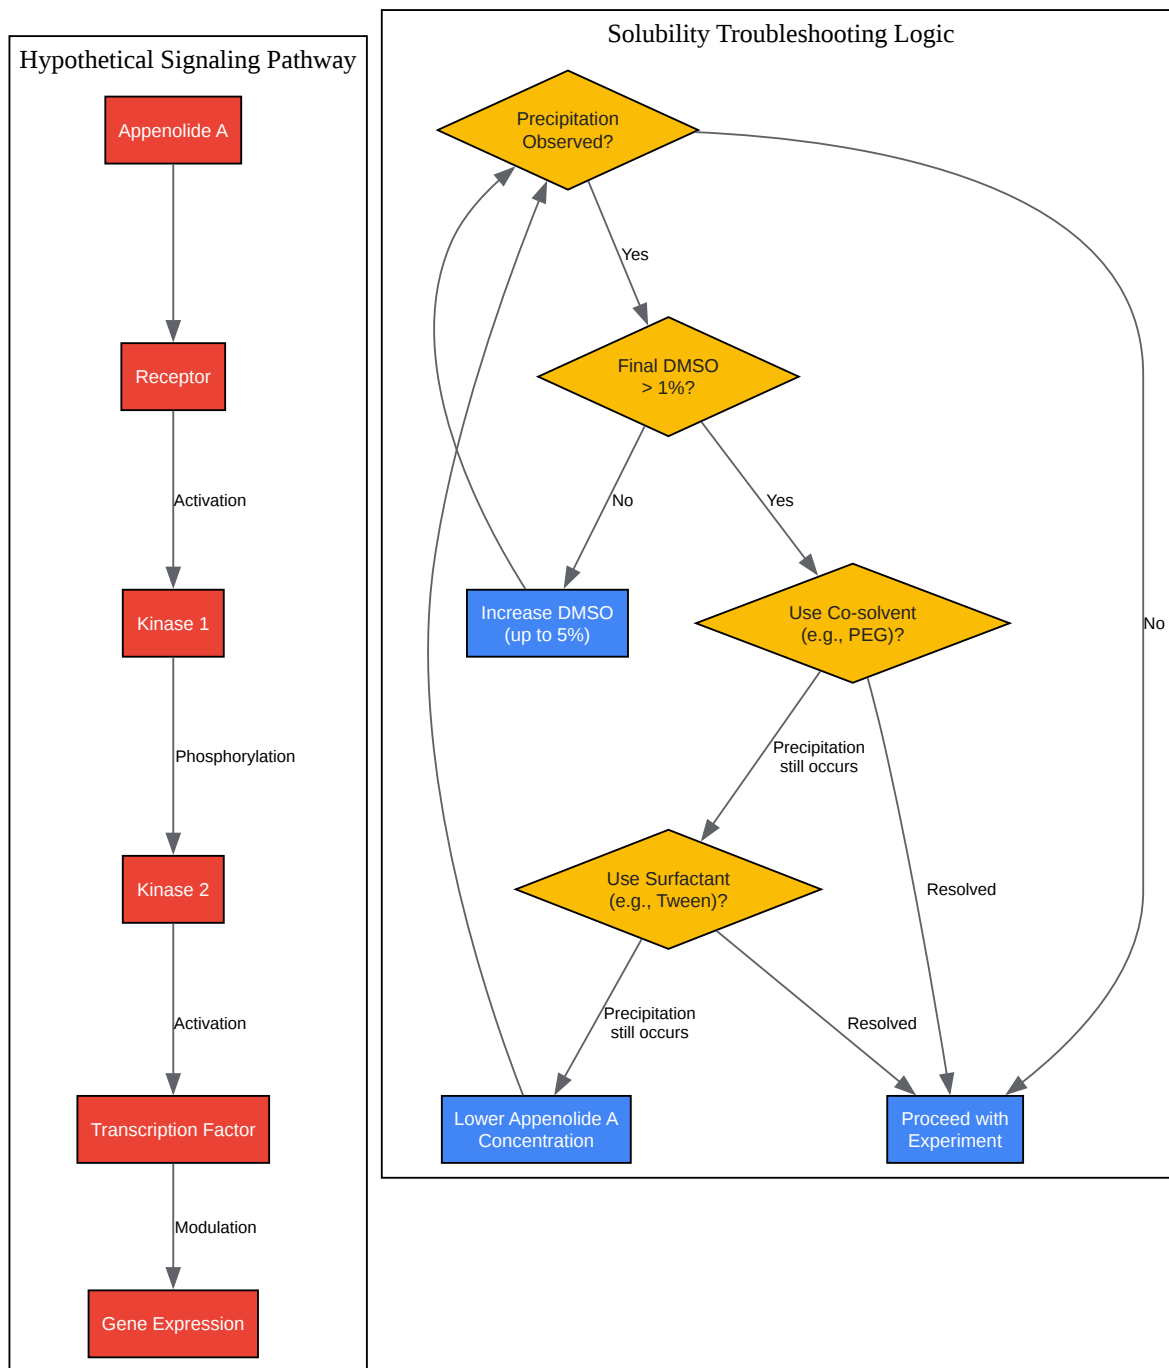 Hypothetical Signaling Pathway
Appenolide A
Receptor
Activation
Kinase 1
Phosphorylation
Kinase 2
Activation
Transcription Factor
Modulation
Gene Expression
Solubility Troubleshooting Logic
Precipitation
Observed?
Yes
Final DMSO
> 1%?
No
Yes
Increase DMSO
(up to 5%)
Use Co-solvent
(e.g., PEG)?
No
Precipitation
still occurs
Use Surfactant
(e.g., Tween)?
Resolved
Precipitation
still occurs
Resolved
Lower Appenolide A
Concentration
Proceed with
Experiment